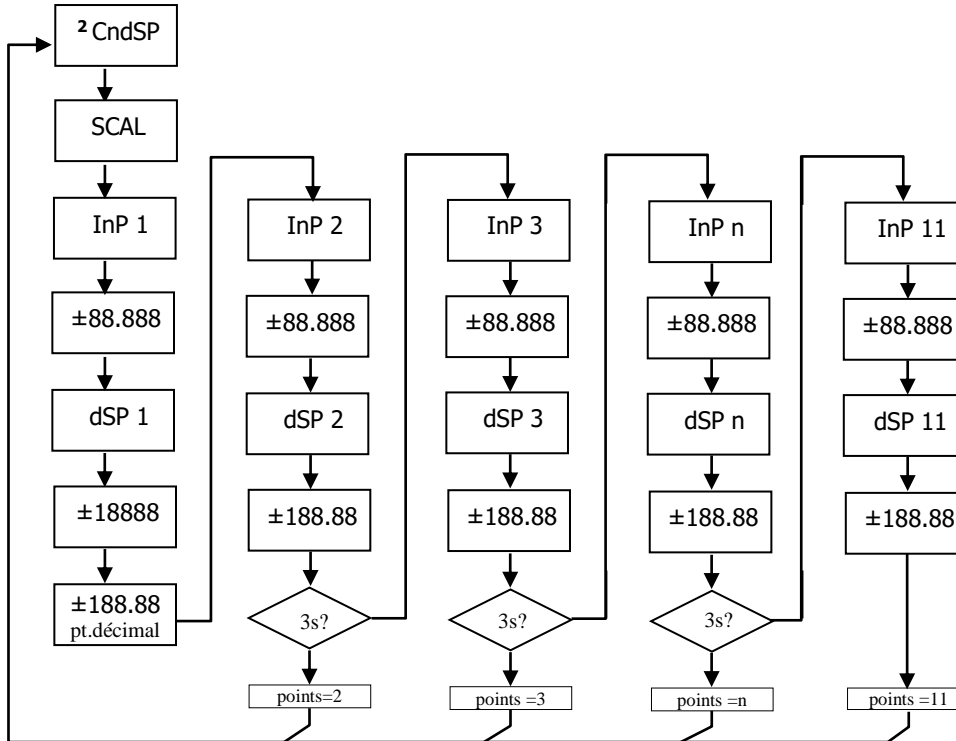 ² CndSP
SCAL
InP 1
±88.888
dSP 1
±18888
±188.88
pt.décimal
InP 2
±88.888
dSP 2
±188.88
3s?
points=2
InP 3
±88.888
dSP 3
±188.88
3s?
points =3
InP n
±88.888
dSP n
±188.88
3s?
points =n
InP 11
±88.888
dSP 11
±188.88
points =11